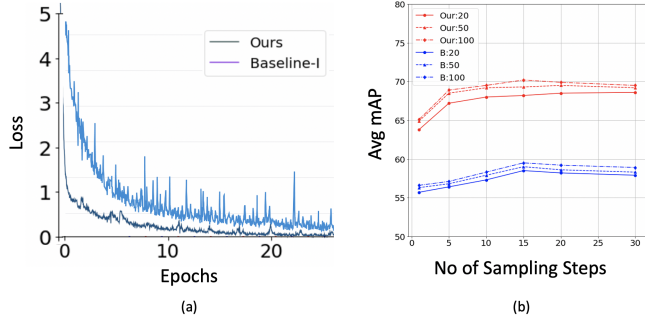 5
4
3
2
1
0
0
10
20
Loss
Epochs
Ours
Baseline-I
(a)
80
75
70
65
60
55
50
0
5
10
15
20
25
30
Avg mAP
No of Sampling Steps
Our:20
Our:50
Our:100
B:20
B:50
B:100
(b)